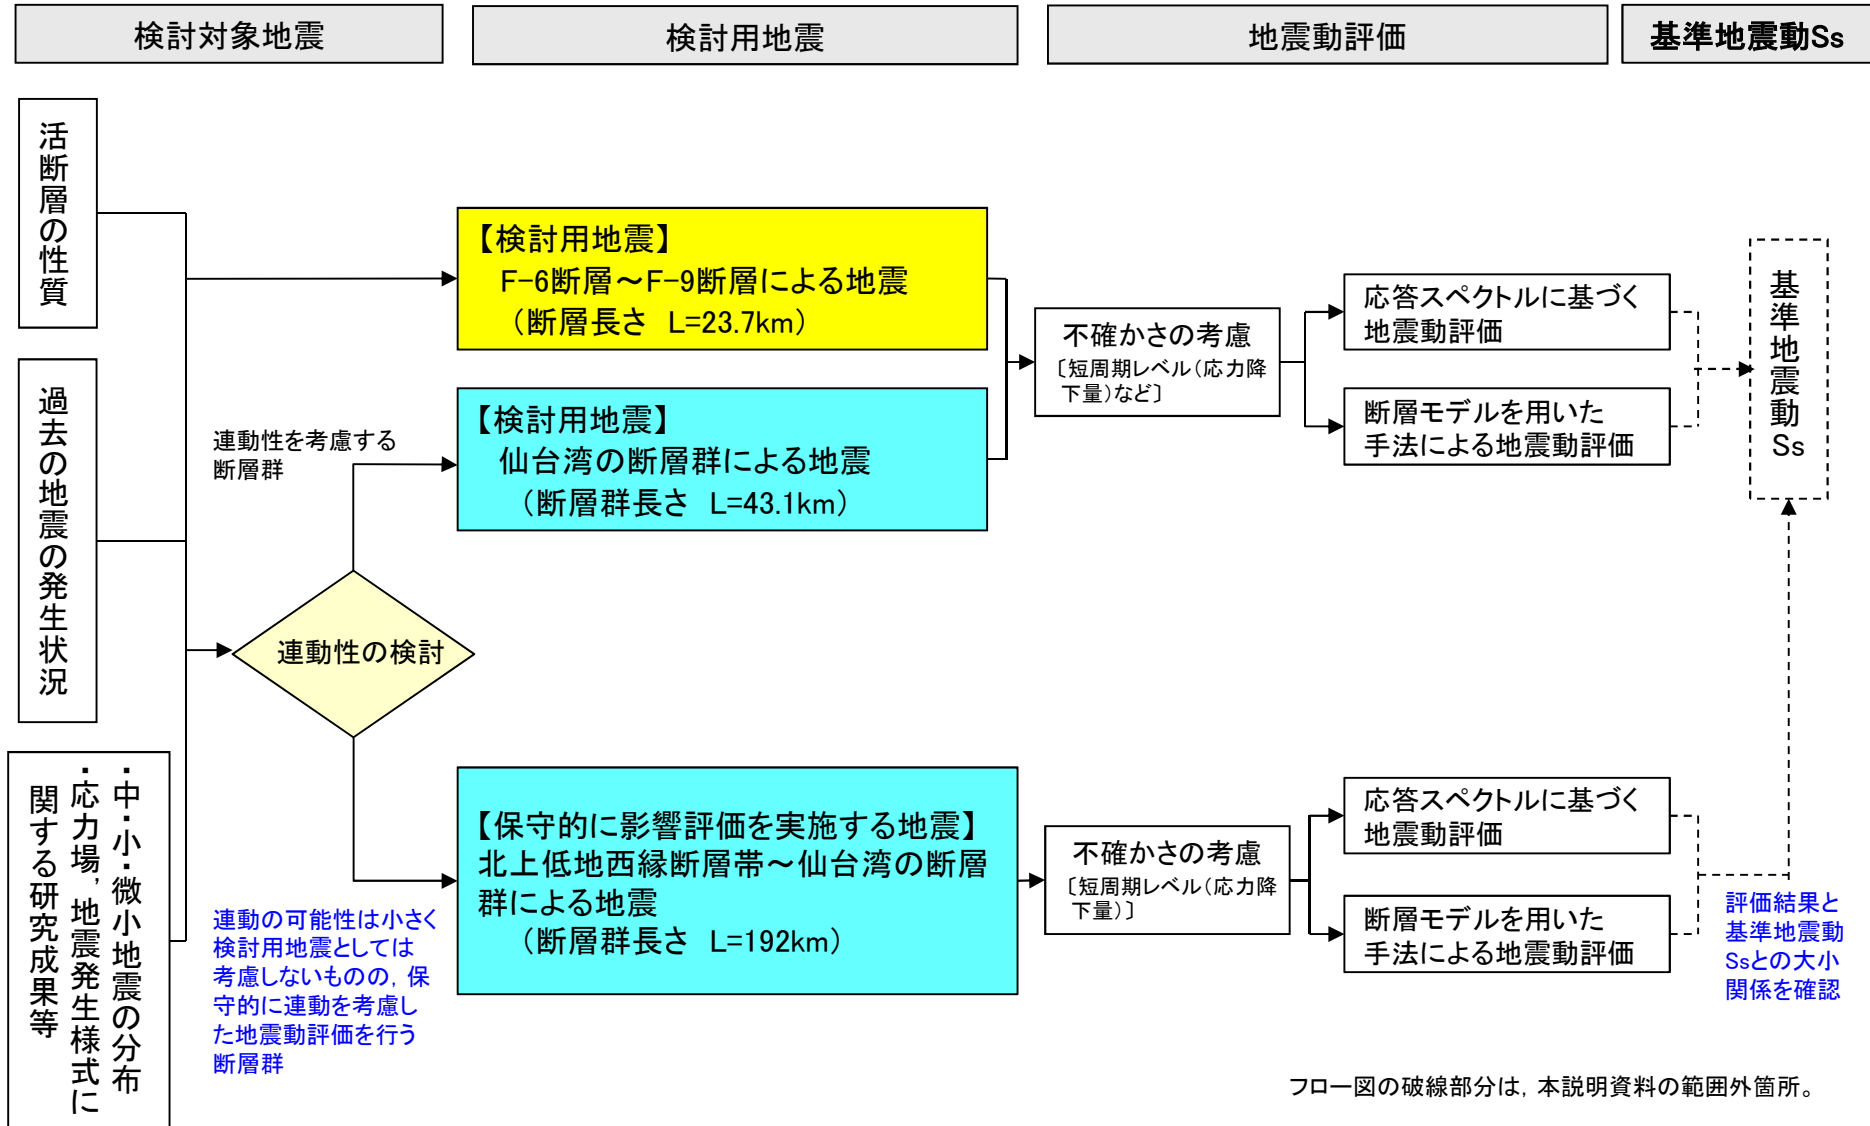 検討対象地震
検討用地震
地震動評価
基準地震動Ss
活断層の性質
過去の地震の発生状況
・中・小・微小地震の分布
・応力場，地震発生様式に
関する研究成果等
連動性を考慮する
断層群
連動性の検討
連動の可能性は小さく
検討用地震としては
考慮しないものの，保
守的に連動を考慮し
た地震動評価を行う
断層群
【検討用地震】
F-6断層～F-9断層による地震
（断層長さ　L=23.7km）
【検討用地震】
仙台湾の断層群による地震
（断層群長さ　L=43.1km）
【保守的に影響評価を実施する地震】
北上低地西縁断層帯～仙台湾の断層
群による地震
（断層群長さ　L=192km）
不確かさの考慮
〔短周期レベル（応力降
下量）など〕
応答スペクトルに基づく
地震動評価
断層モデルを用いた
手法による地震動評価
不確かさの考慮
〔短周期レベル（応力降
下量）〕
応答スペクトルに基づく
地震動評価
断層モデルを用いた
手法による地震動評価
基準地震動Ss
評価結果と
基準地震動
Ssとの大小
関係を確認
フロー図の破線部分は，本説明資料の範囲外箇所。